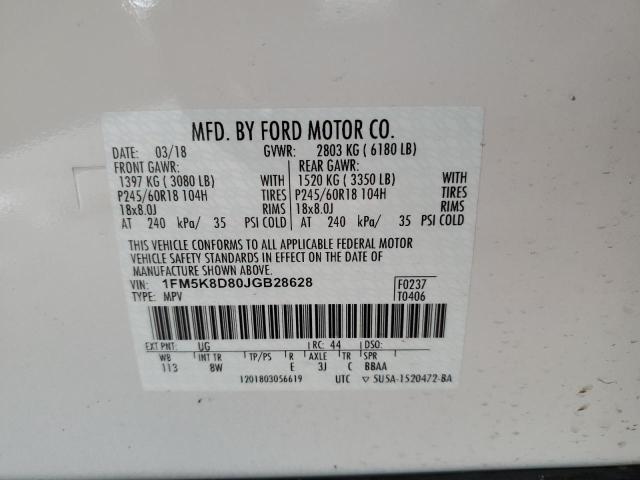 MFD. BY FORD MOTOR CO.
DATE: 03/18 GVWR: 2803 KG ( 6180 LB)
FRONT GAWR: REAR GAWR:
1397 KG ( 3080 LB) WITH 1520 KG ( 3350 LB) WITH
P245/60R18 104H TIRES P245/60R18 104H TIRES
18x8.0J RIMS 18x8.0J RIMS
AT 240 kPa/ 35 PSI COLD AT 240 kPa/ 35 PSI COLD
THIS VEHICLE CONFORMS TO ALL APPLICABLE FEDERAL MOTOR
VEHICLE SAFETY STANDARDS IN EFFECT ON THE DATE OF
MANUFACTURE SHOWN ABOVE.
VIN: 1FM5K8D80JGB28628 F0237
TYPE: MPV T0406
EXT PNT: UG RC: 44 DSO:
WB INT TR TP/PS R AXLE TR SPR
113 8W E 3J C BBAA
1201803056619 UTC ▽ 5USA-1520472-BA